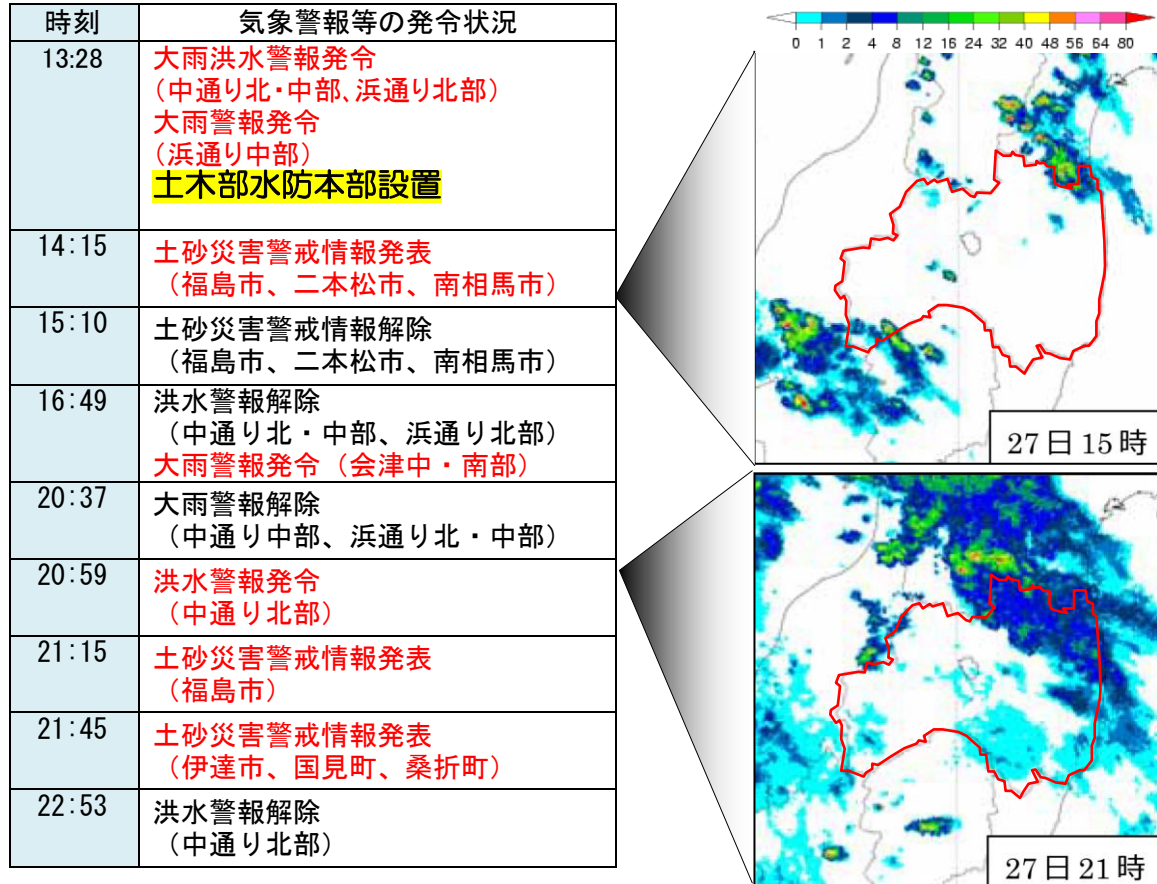 時刻 気象警報等の発令状況
13:28 大雨洪水警報発令
(中通り北・中部、浜通り北部)
大雨警報発令
(浜通り中部)
土木部水防本部設置
14:15 土砂災害警戒情報発表
(福島市、二本松市、南相馬市)
15:10 土砂災害警戒情報解除
(福島市、二本松市、南相馬市)
16:49 洪水警報解除
(中通り北・中部、浜通り北部)
大雨警報発令(会津中・南部)
20:37 大雨警報解除
(中通り中部、浜通り北・中部)
20:59 洪水警報発令
(中通り北部)
21:15 土砂災害警戒情報発表
(福島市)
21:45 土砂災害警戒情報発表
(伊達市、国見町、桑折町)
22:53 洪水警報解除
(中通り北部)
0 1 2 4 8 12 16 24 32 40 48 56 64 80
27日15時
27日21時